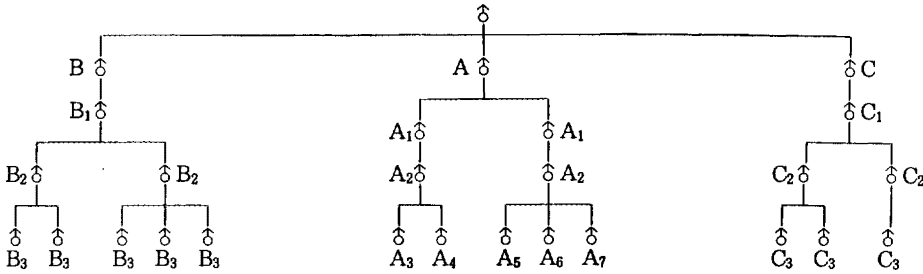 B A C
B₁ C₁
A₁ A₁
B₂ B₂ A₂ A₂ C₂ C₂
B₃ B₃ B₃ B₃ B₃ A₃ A₄ A₅ A₆ A₇ C₃ C₃ C₃